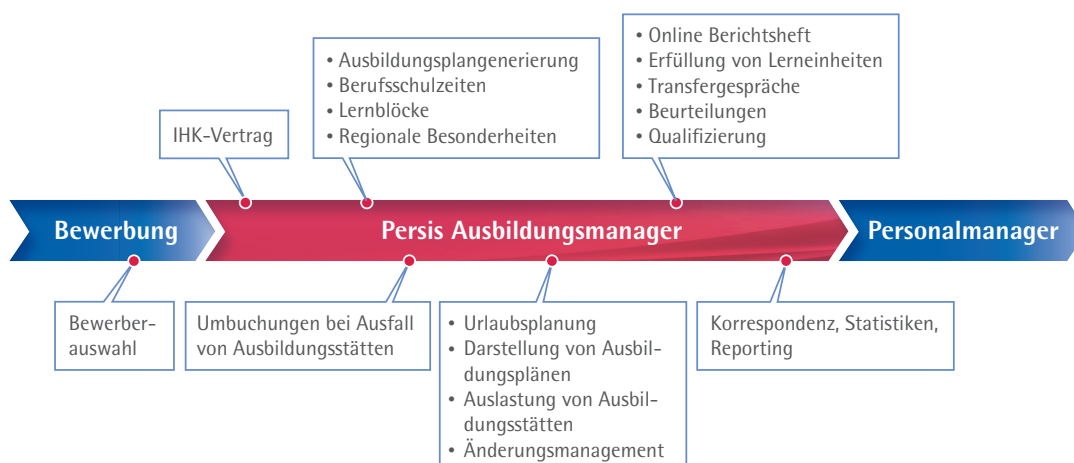 • Online Berichtsheft
• Erfüllung von Lerneinheiten
• Transfergespräche
• Beurteilungen
• Qualifizierung
• Ausbildungsplangenerierung
• Berufsschulzeiten
• Lernblöcke
• Regionale Besonderheiten
IHK-Vertrag
Bewerbung
Persis Ausbildungsmanager
Personalmanager
Bewerber-
auswahl
Umbuchungen bei Ausfall
von Ausbildungsstätten
• Urlaubsplanung
• Darstellung von Ausbil-
dungsplänen
• Auslastung von Ausbil-
dungsstätten
• Änderungsmanagement
Korrespondenz, Statistiken,
Reporting